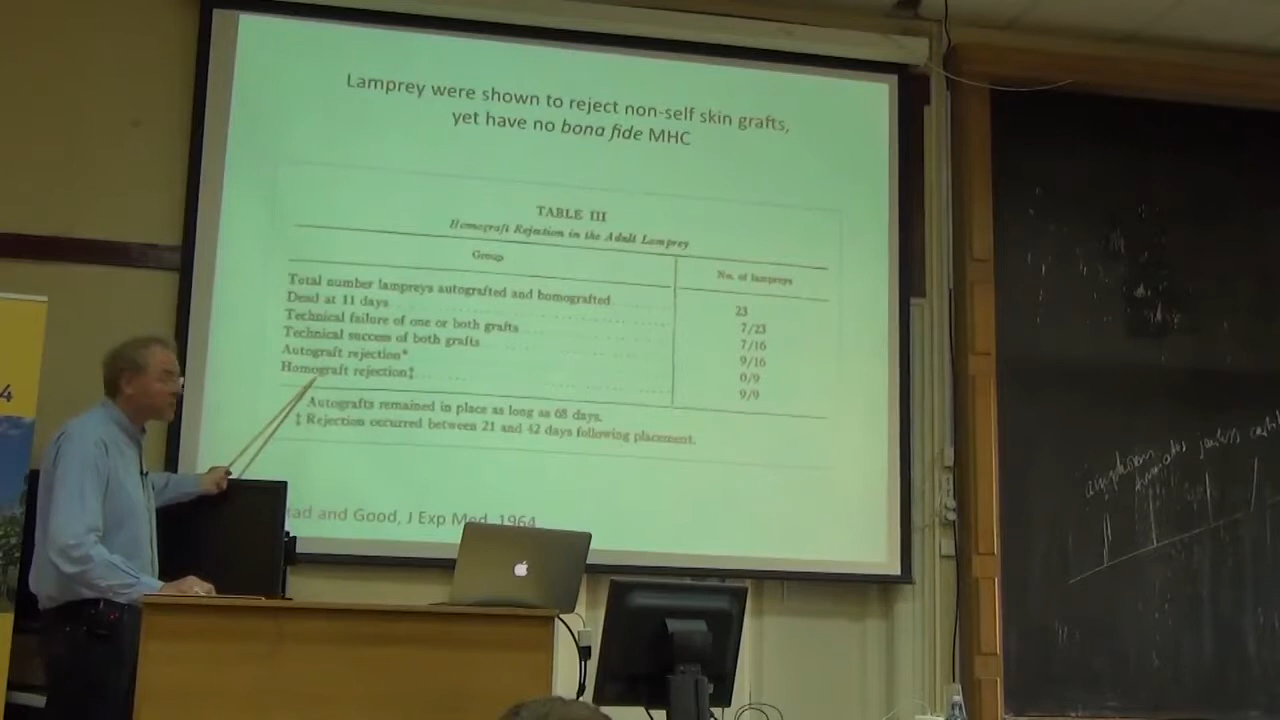 Lamprey were shown to reject non-self skin grafts,
yet have no bona fide MHC
TABLE III
Homograft Rejection in the Adult Lamprey
Group
No. of lampreys
Total number lampreys autografted and homografted 23
Dead at 11 days 7/23
Technical failure of one or both grafts 7/16
Technical success of both grafts 9/16
Autograft rejection* 0/9
Homograft rejection‡ 9/9
Autografts remained in place as long as 68 days.
‡ Rejection occurred between 21 and 42 days following placement.
tad and Good, J Exp Med, 1964
4
jawless